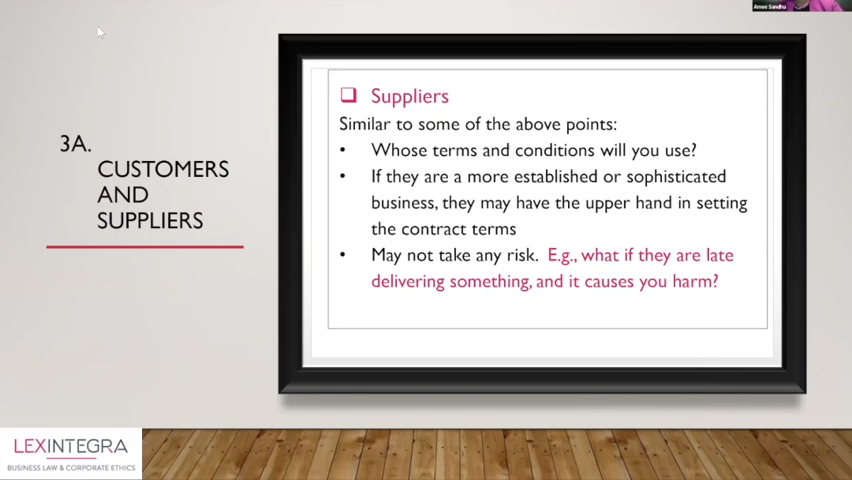 Amee Sandhu
3A.
CUSTOMERS
AND
SUPPLIERS
❑ Suppliers
Similar to some of the above points:
• Whose terms and conditions will you use?
• If they are a more established or sophisticated
business, they may have the upper hand in setting
the contract terms
• May not take any risk. E.g., what if they are late
delivering something, and it causes you harm?
LEXINTEGRA
BUSINESS LAW & CORPORATE ETHICS